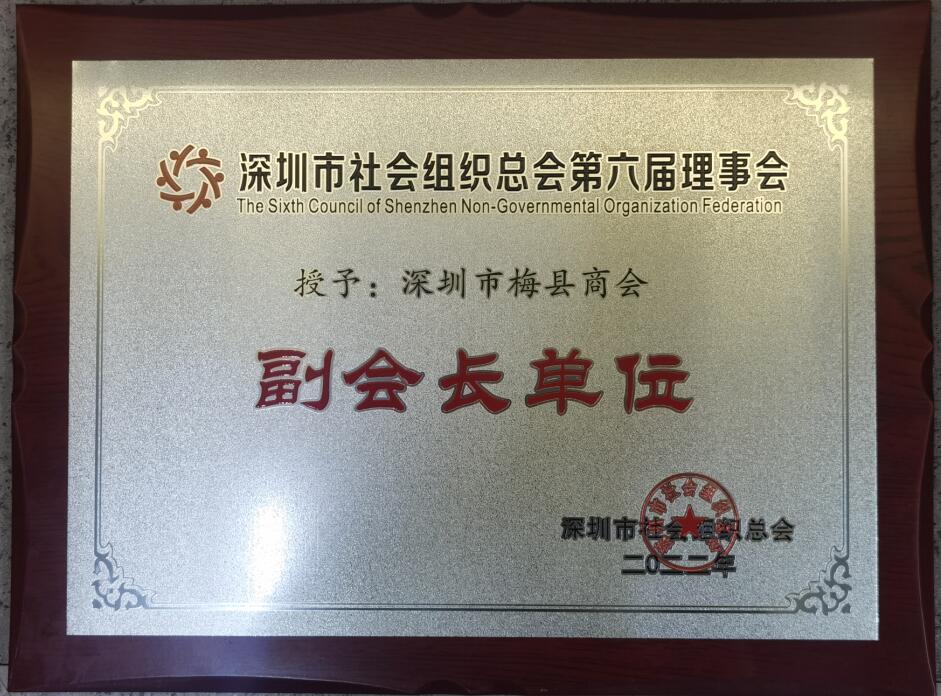 深圳市社会组织总会第六届理事会
The Sixth Council of Shenzhen Non-Governmental Organization Federation
授予：深圳市梅县商会
副会长单位
深圳市社会组织总会
二0二二年